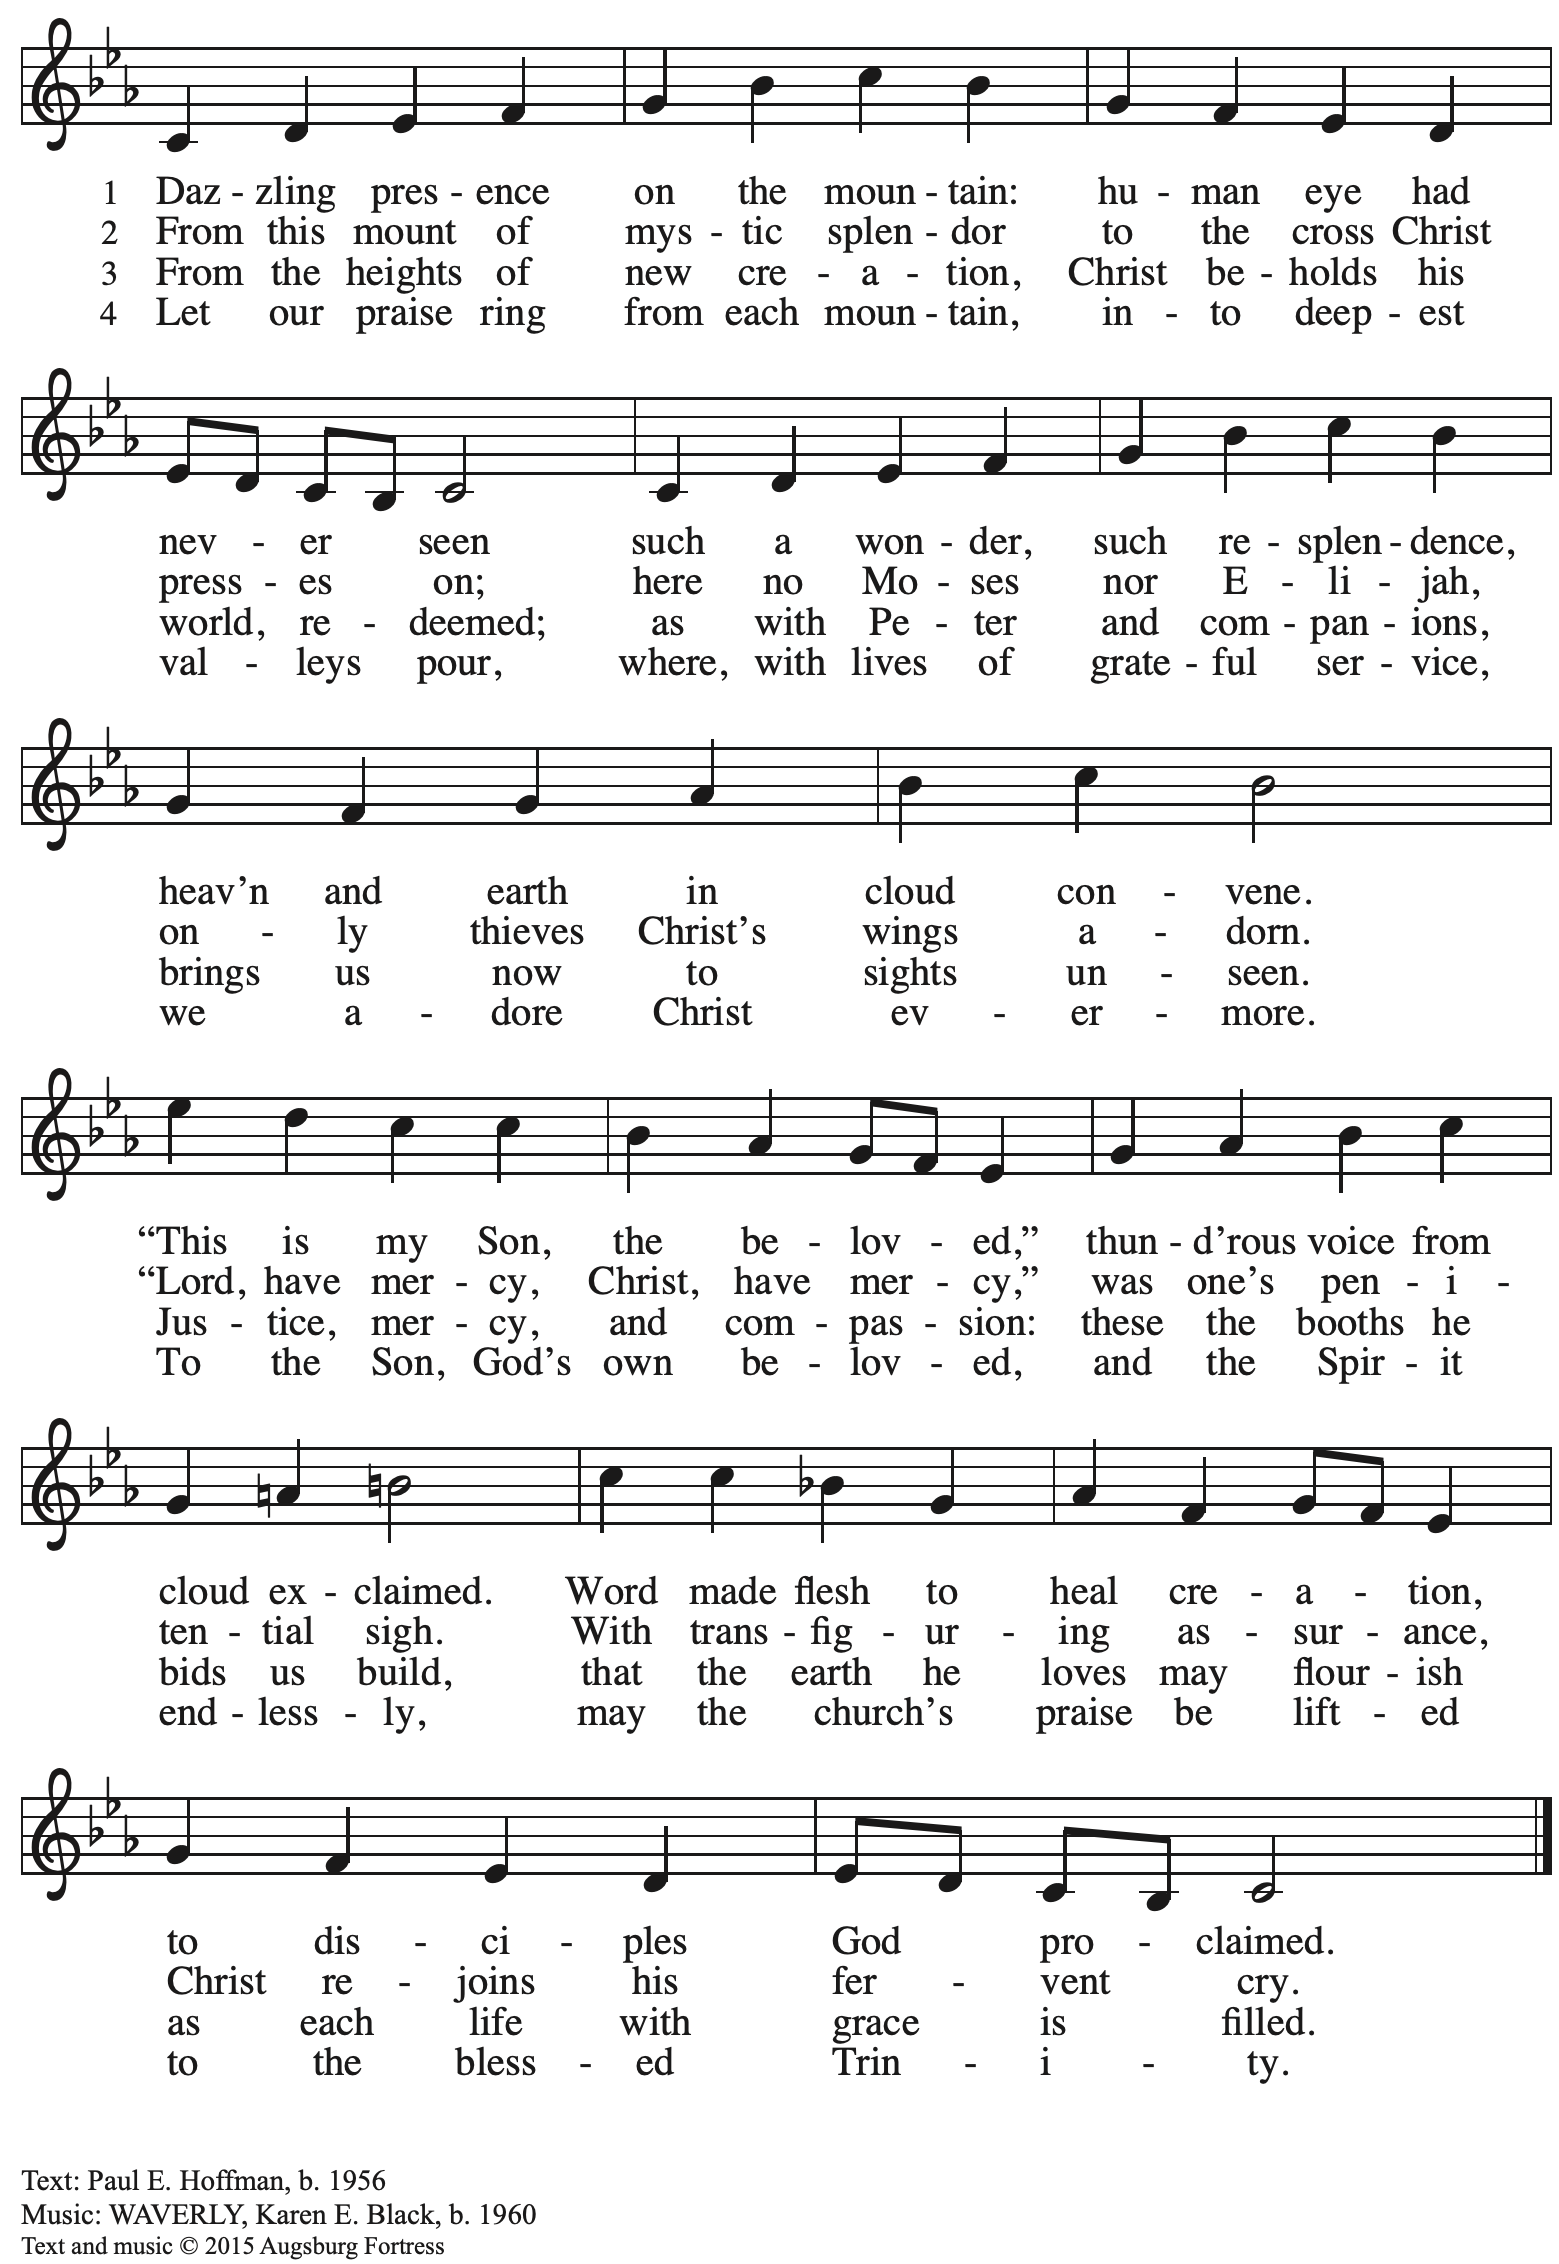 1 Daz - zling pres - ence on the moun - tain: hu - man eye had
2 From this mount of mys - tic splen - dor to the cross Christ
3 From the heights of new cre - a - tion, Christ be - holds his
4 Let our praise ring from each moun - tain, in - to deep - est
nev - er seen such a won - der, such re - splen - dence,
press - es on; here no Mo - ses nor E - li - jah,
world, re - deemed; as with Pe - ter and com - pan - ions,
val - leys pour, where, with lives of grate - ful ser - vice,
heav’n and earth in cloud con - vene.
on - ly thieves Christ’s wings a - dorn.
brings us now to sights un - seen.
we a - dore Christ ev - er - more.
“This is my Son, the be - lov - ed,” thun - d’rous voice from
“Lord, have mer - cy, Christ, have mer - cy,” was one’s pen - i -
Jus - tice, mer - cy, and com - pas - sion: these the booths he
To the Son, God’s own be - lov - ed, and the Spir - it
cloud ex - claimed. Word made flesh to heal cre - a - tion,
ten - tial sigh. With trans - fig - ur - ing as - sur - ance,
bids us build, that the earth he loves may flour - ish
end - less - ly, may the church’s praise be lift - ed
to dis - ci - ples God pro - claimed.
Christ re - joins his fer - vent cry.
as each life with grace is filled.
to the bless - ed Trin - i - ty.
Text: Paul E. Hoffman, b. 1956
Music: WAVERLY, Karen E. Black, b. 1960
Text and music © 2015 Augsburg Fortress